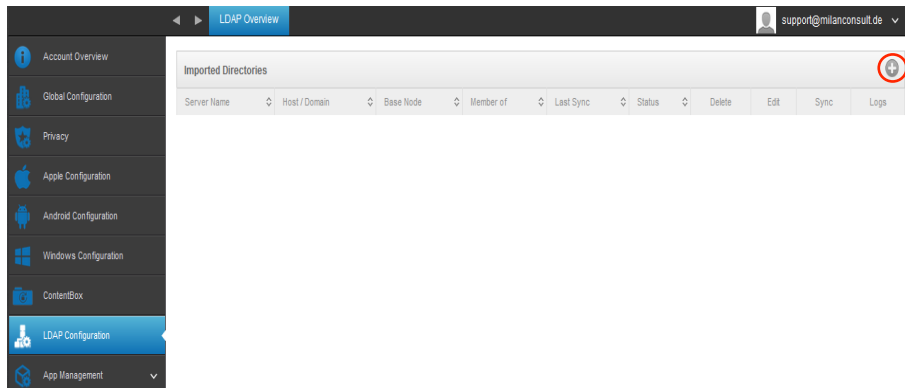 LDAP Overview
support@milanconsult.de
Account Overview
Global Configuration
Privacy
Apple Configuration
Android Configuration
Windows Configuration
ContentBox
LDAP Configuration
App Management
Imported Directories
Server Name Host / Domain Base Node Member of Last Sync Status Delete Edit Sync Logs